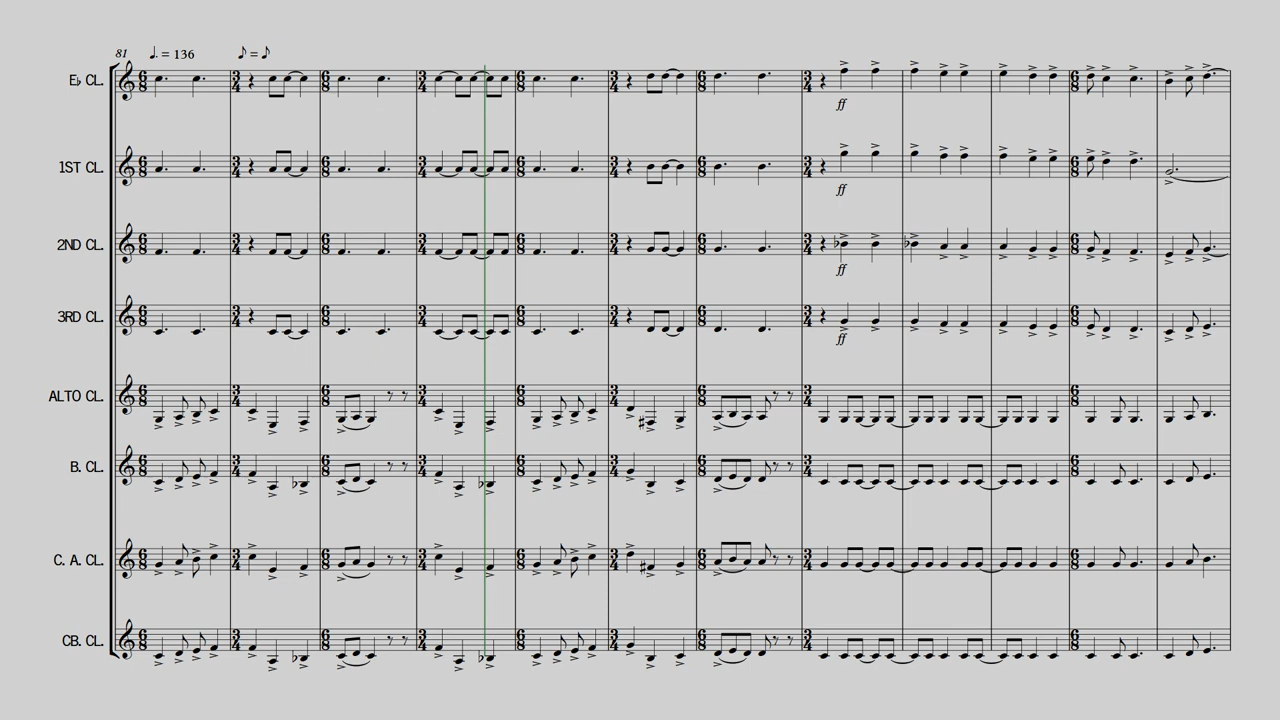 81 ♩. = 136 ♪ = ♪
E♭ CL.
ff
1ST CL.
ff
2ND CL.
ff
3RD CL.
ff
ALTO CL.
B. CL.
C. A. CL.
CB. CL.